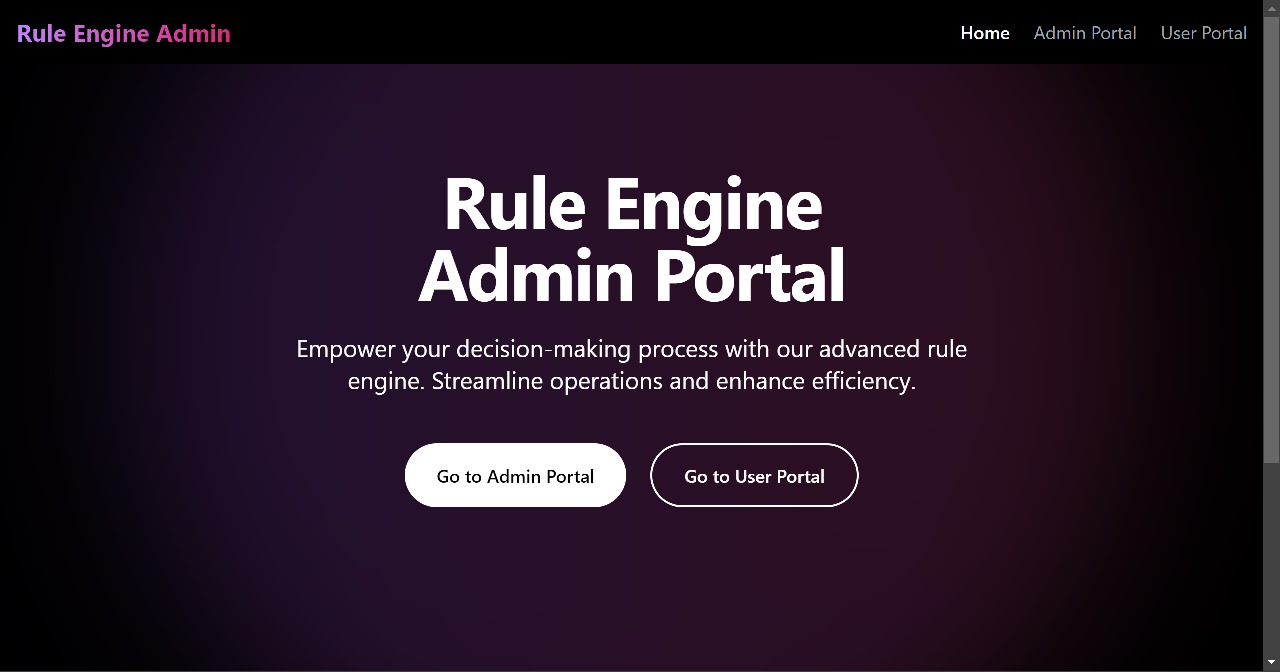 Rule Engine Admin
Home
Admin Portal
User Portal
Rule Engine
Admin Portal
Empower your decision-making process with our advanced rule
engine. Streamline operations and enhance efficiency.
Go to Admin Portal
Go to User Portal